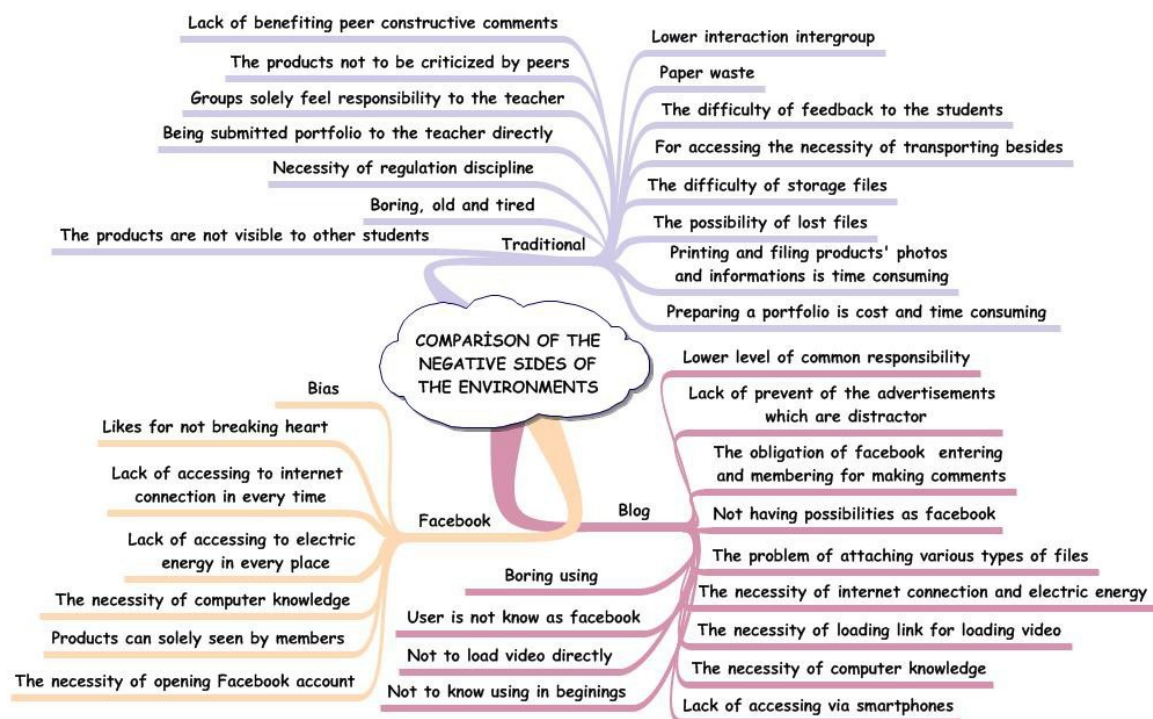 Lack of benefiting peer constructive comments
The products not to be criticized by peers
Groups solely feel responsibility to the teacher
Being submitted portfolio to the teacher directly
Necessity of regulation discipline
Boring, old and tired
The products are not visible to other students
Traditional
Lower interaction intergroup
Paper waste
The difficulty of feedback to the students
For accessing the necessity of transporting besides
The difficulty of storage files
The possibility of lost files
Printing and filing products' photos
and informations is time consuming
Preparing a portfolio is cost and time consuming
COMPARİSON OF THE
NEGATIVE SIDES OF
THE ENVIRONMENTS
Bias
Likes for not breaking heart
Lack of accessing to internet
connection in every time
Facebook
Lack of accessing to electric
energy in every place
The necessity of computer knowledge
Products can solely seen by members
The necessity of opening Facebook account
Lower level of common responsibility
Lack of prevent of the advertisements
which are distractor
The obligation of facebook entering
and membering for making comments
Blog
Not having possibilities as facebook
The problem of attaching various types of files
The necessity of internet connection and electric energy
The necessity of loading link for loading video
The necessity of computer knowledge
Lack of accessing via smartphones
Boring using
User is not know as facebook
Not to load video directly
Not to know using in beginings